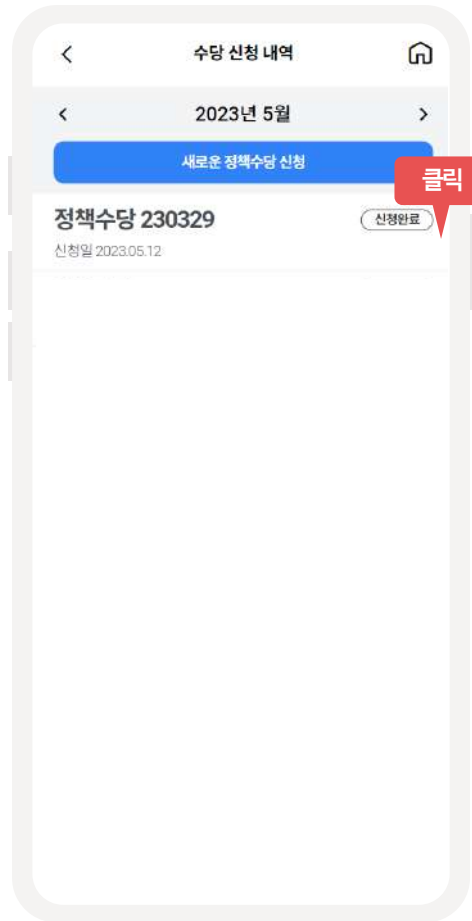 수당 신청 내역
2023년 5월
새로운 정책수당 신청
클릭
정책수당 230329
신청완료
신청일 2023.05.12